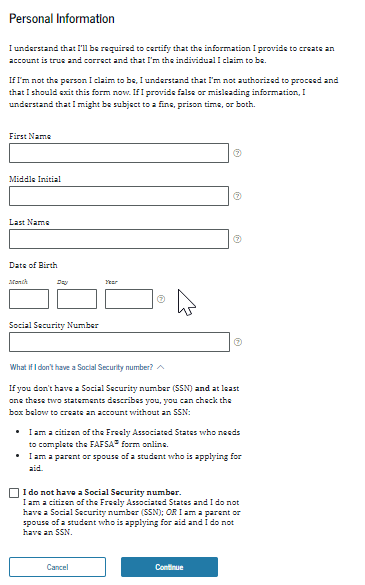 Personal Information
I understand that I'll be required to certify that the information I provide to create an
account is true and correct and that I'm the individual I claim to be.
If I'm not the person I claim to be, I understand that I'm not authorized to proceed and
that I should exit this form now. If I provide false or misleading information, I
understand that I might be subject to a fine, prison time, or both.
First Name
Middle Initial
Last Name
Date of Birth
Month Day Year
Social Security Number
What if I don't have a Social Security number?
If you don't have a Social Security number (SSN) and at least
one these two statements describes you, you can check the
box below to create an account without an SSN:
• I am a citizen of the Freely Associated States who needs
to complete the FAFSA® form online.
• I am a parent or spouse of a student who is applying for
aid.
I do not have a Social Security number.
I am a citizen of the Freely Associated States and I do not
have a Social Security number (SSN); OR I am a parent or
spouse of a student who is applying for aid and I do not
have an SSN.
Cancel Continue